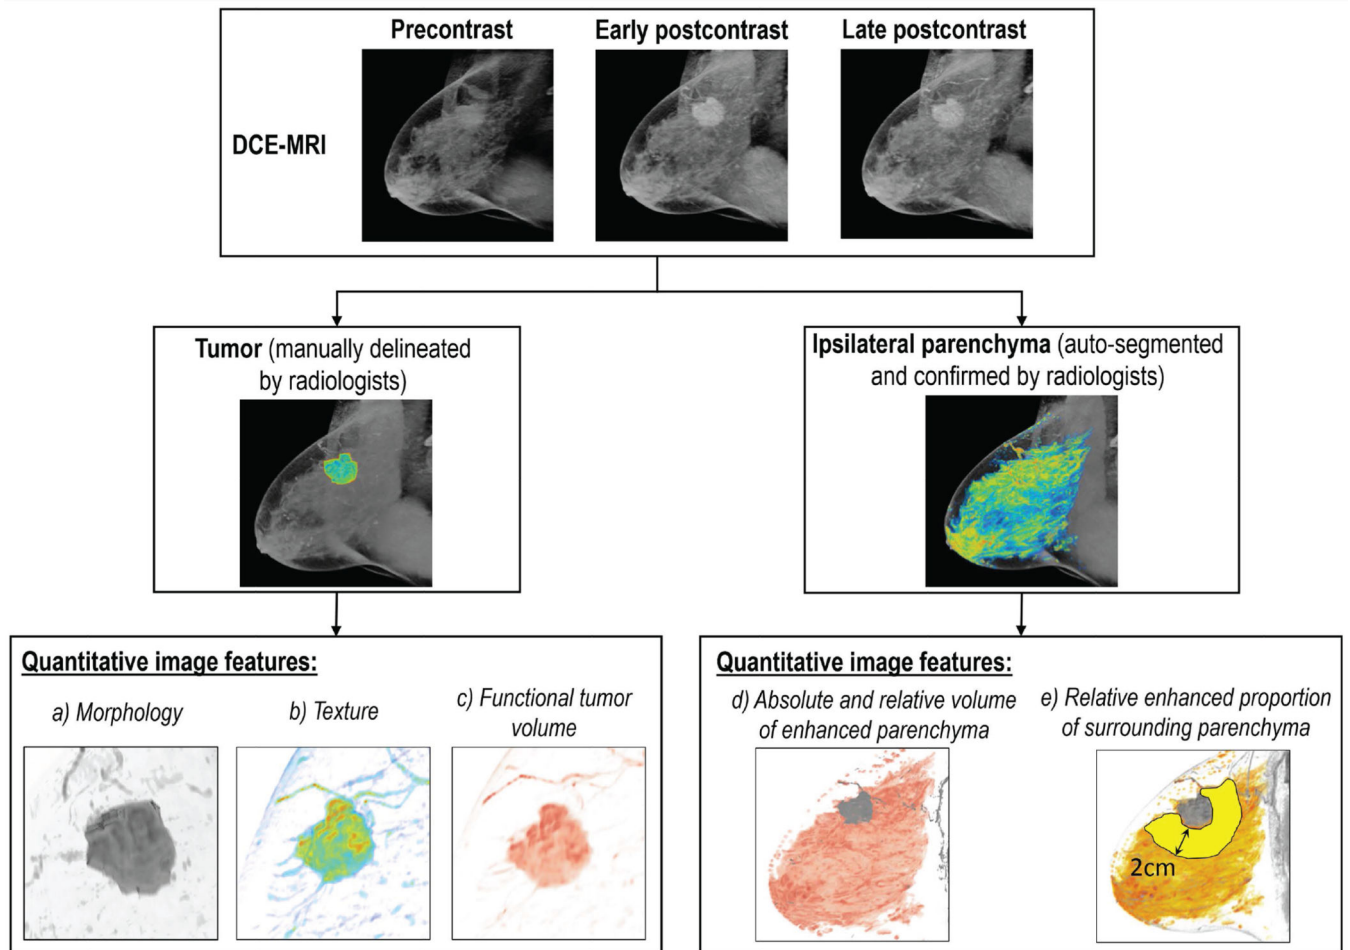 Precontrast
Early postcontrast
Late postcontrast
DCE-MRI
Tumor (manually delineated
by radiologists)
Ipsilateral parenchyma (auto-segmented
and confirmed by radiologists)
Quantitative image features:
a) Morphology
b) Texture
c) Functional tumor
volume
Quantitative image features:
d) Absolute and relative volume
of enhanced parenchyma
e) Relative enhanced proportion
of surrounding parenchyma
2cm